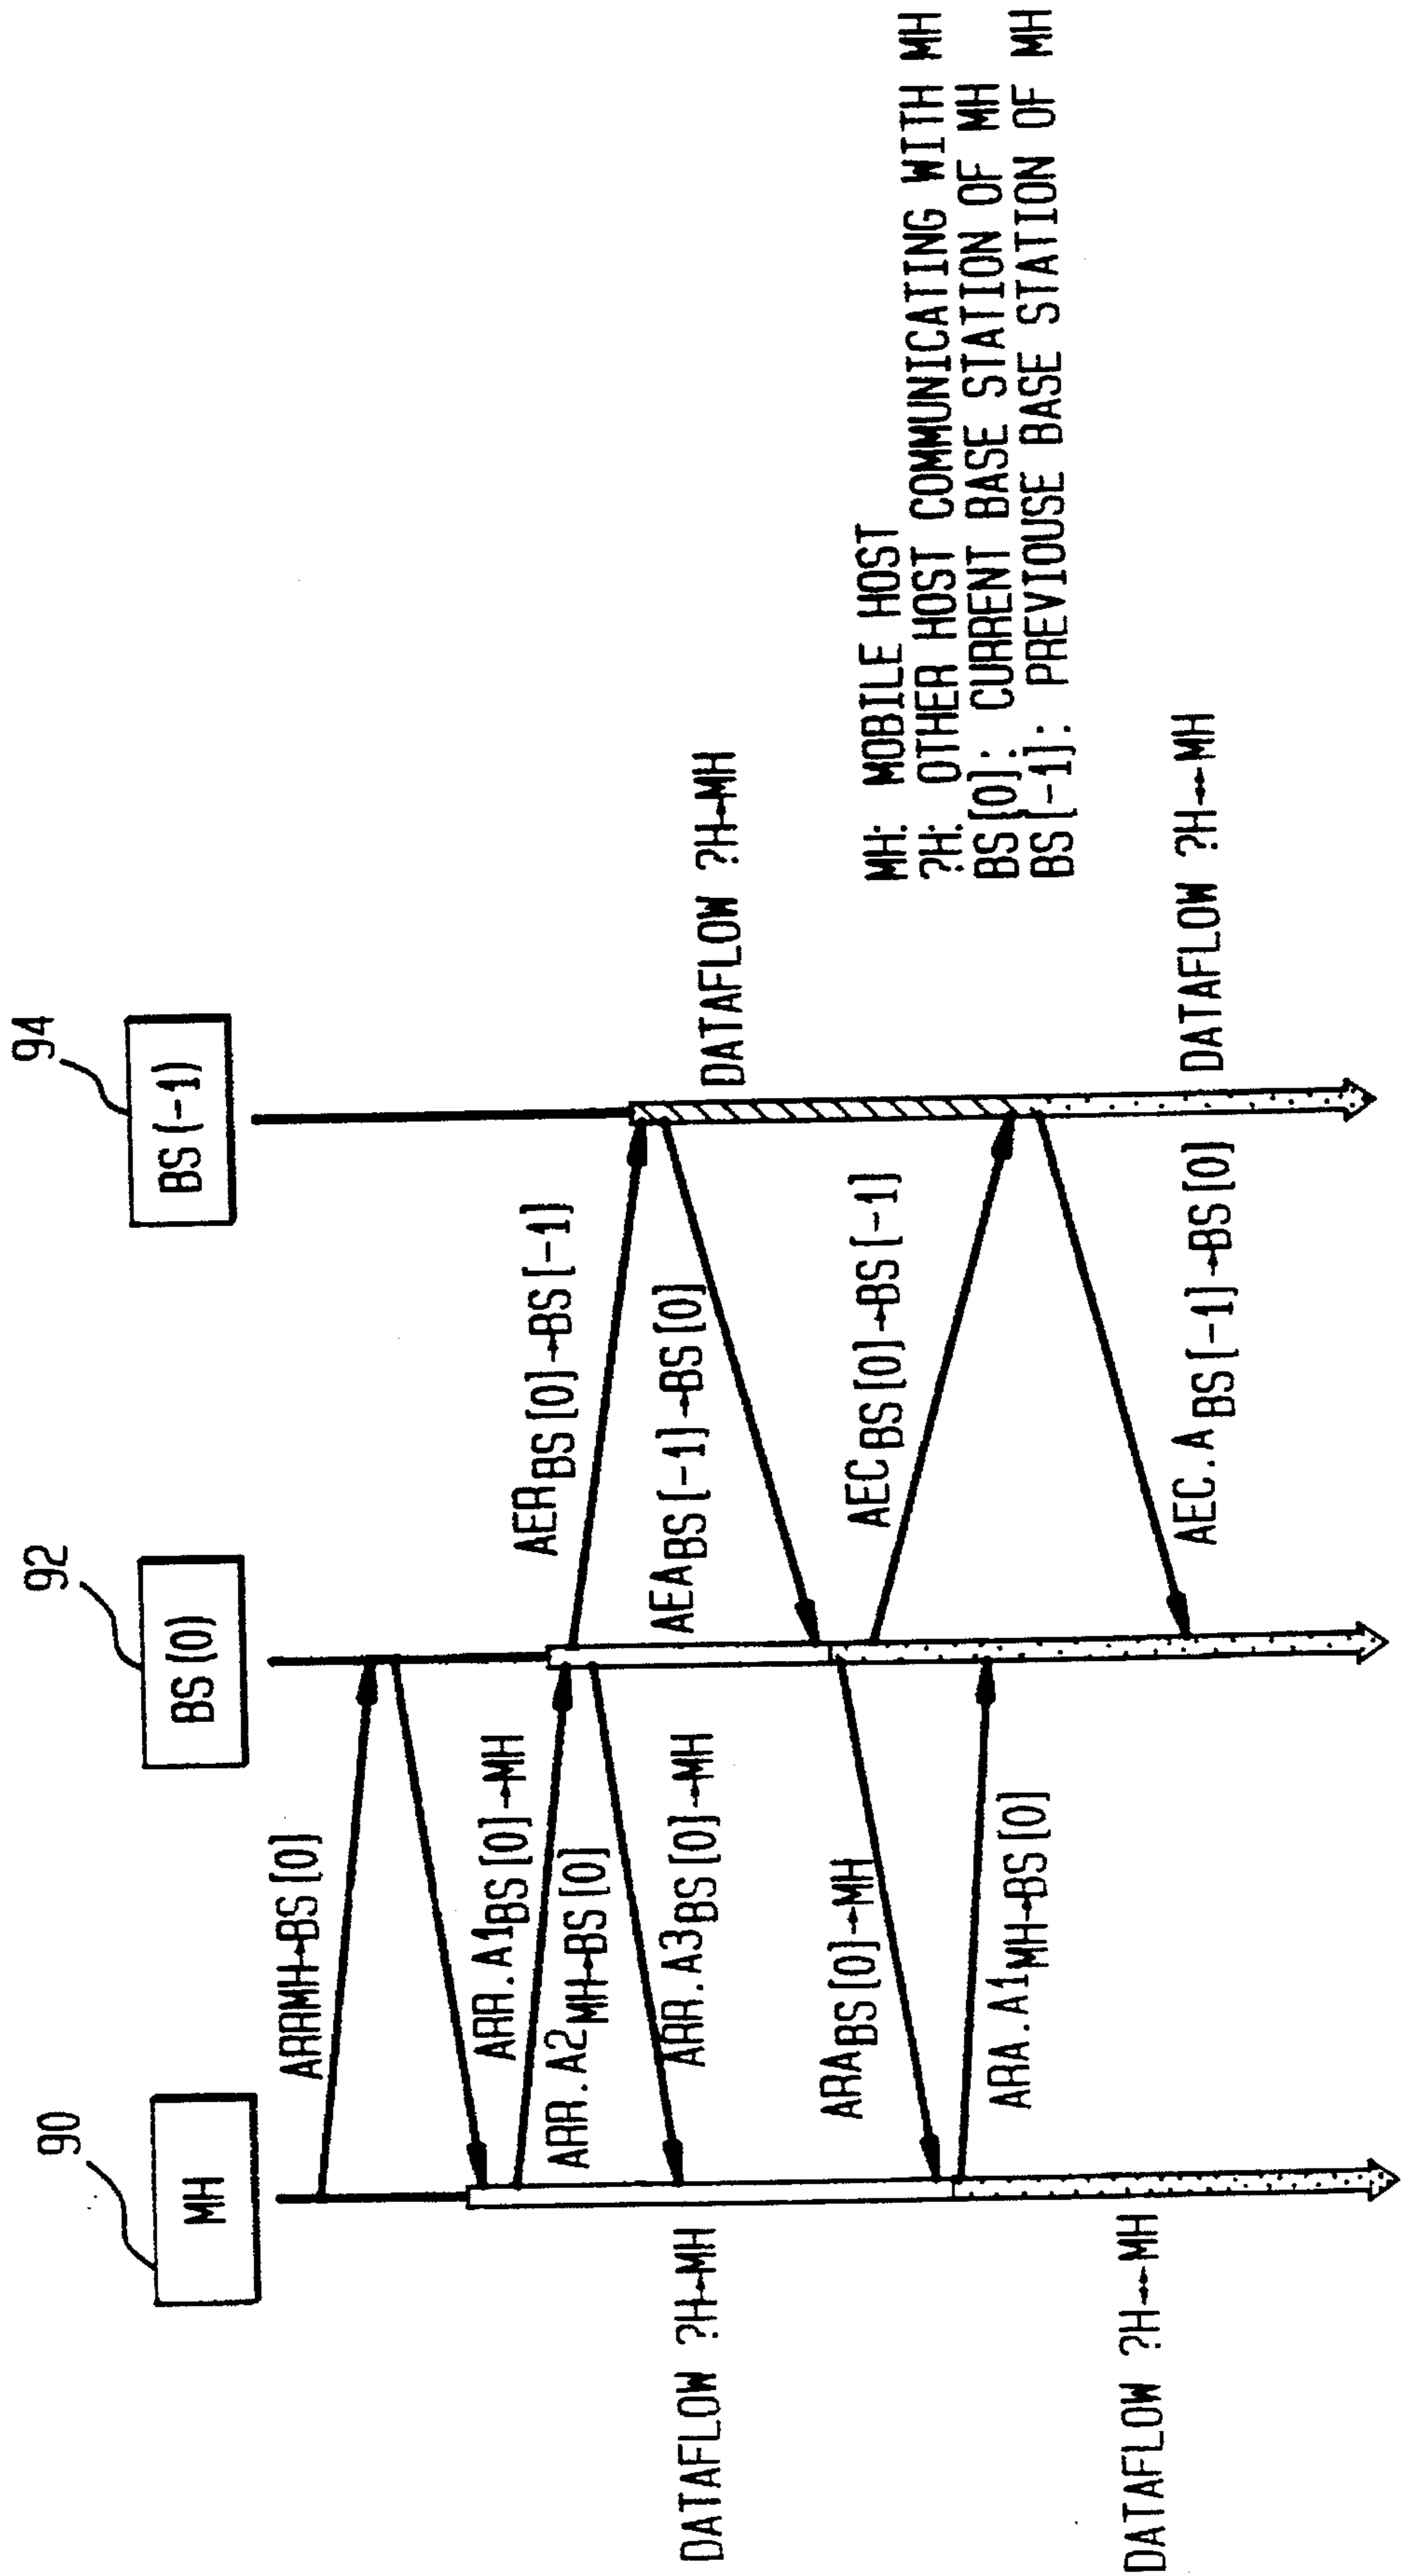 90
MH
92
BS(0)
94
BS(-1)
ARRMH→BS[0]
ARR.A1BS[0]→MH
ARR.A2MH→BS[0]
ARR.A3BS[0]→MH
AERBS[0]→BS[-1]
AEABS[-1]→BS[0]
DATAFLOW ?H→MH
DATAFLOW ?H→MH
ARABS[0]→MH
ARA.A1MH→BS[0]
AECBS[0]→BS[-1]
AEC.ABS[-1]→BS[0]
DATAFLOW ?H↔MH
DATAFLOW ?H↔MH
MH: MOBILE HOST
?H: OTHER HOST COMMUNICATING WITH MH
BS[0]: CURRENT BASE STATION OF MH
BS[-1]: PREVIOUSE BASE STATION OF MH